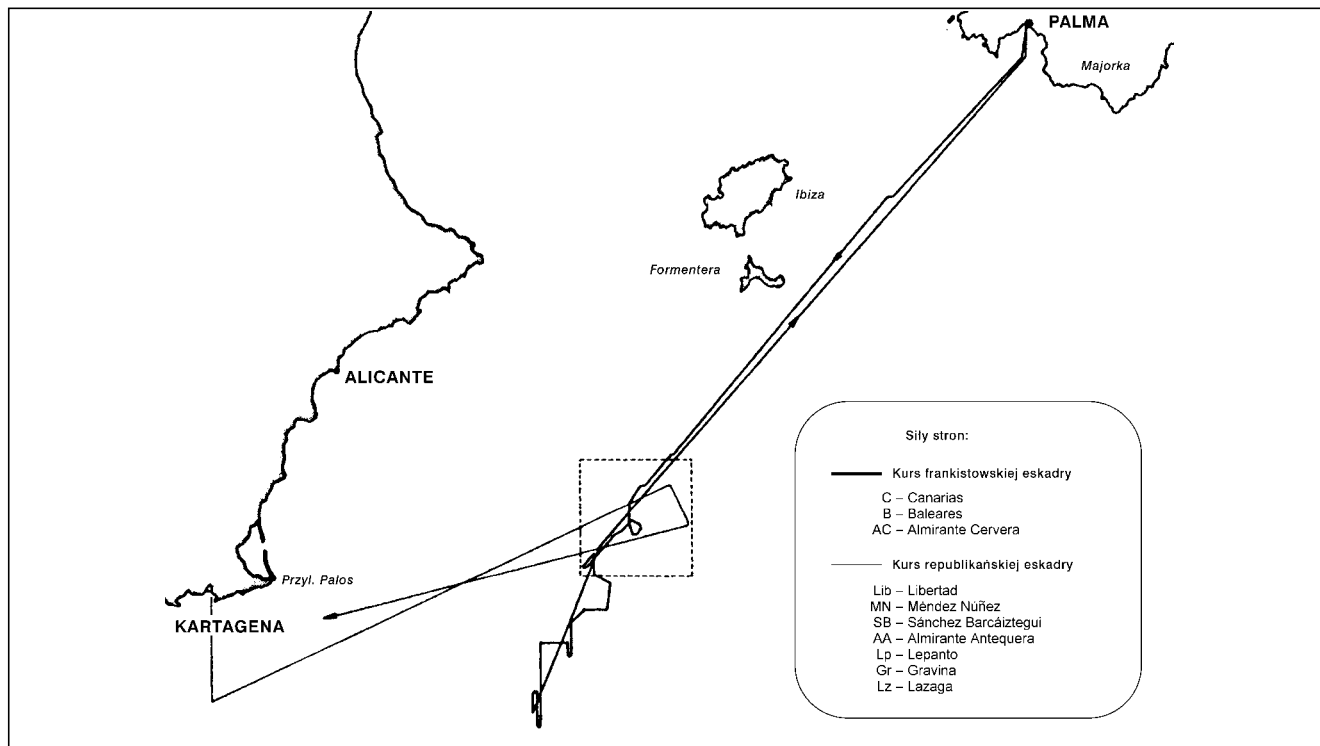 PALMA
Majorka
Ibiza
Formentera
ALICANTE
Przyl. Palos
KARTAGENA
Siły stron:
Kurs frankistowskiej eskadry
C – Canarias
B – Baleares
AC – Almirante Cervera
Kurs republikańskiej eskadry
Lib – Libertad
MN – Méndez Núñez
SB – Sánchez Barcáiztegui
AA – Almirante Antequera
Lp – Lepanto
Gr – Gravina
Lz – Lazaga